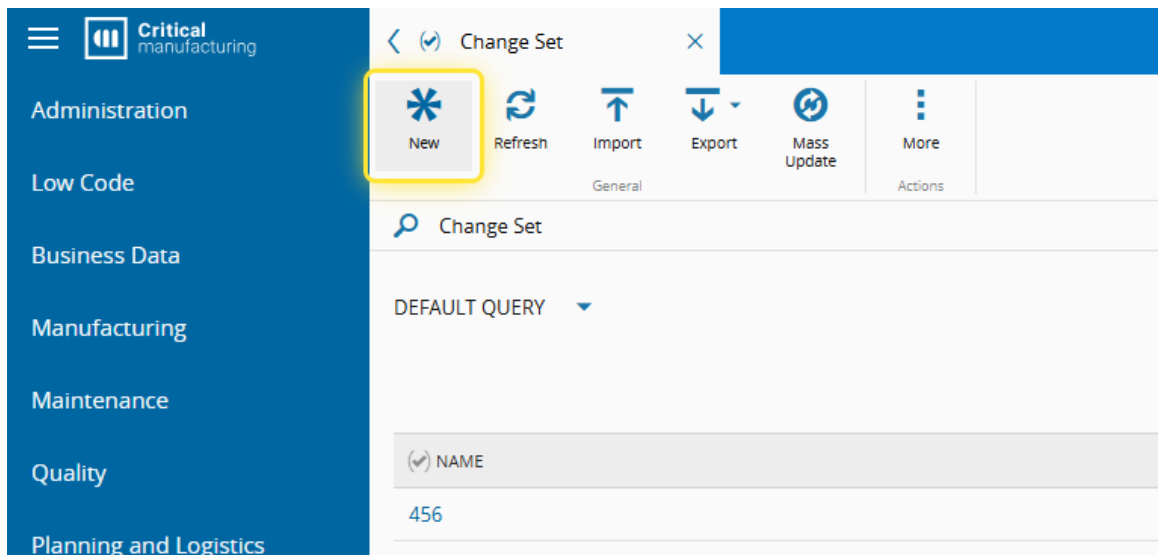 Critical
manufacturing
Administration
Low Code
Business Data
Manufacturing
Maintenance
Quality
Planning and Logistics
Change Set
New
Refresh
Import
Export
Mass
Update
More
General
Actions
Change Set
DEFAULT QUERY
NAME
456